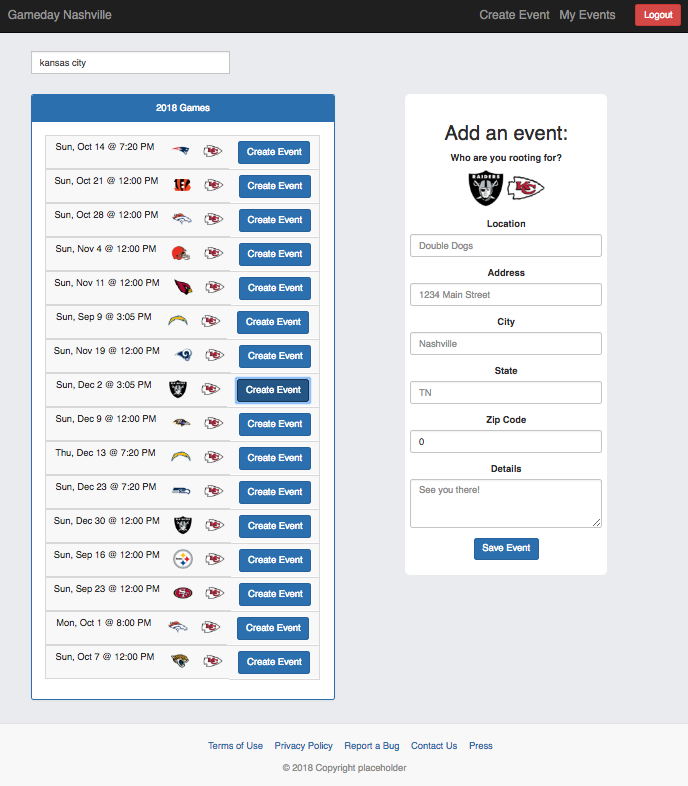 Gameday Nashville
Create Event My Events Logout
kansas city
2018 Games
Sun, Oct 14 @ 7:20 PM Create Event
Sun, Oct 21 @ 12:00 PM Create Event
Sun, Oct 28 @ 12:00 PM Create Event
Sun, Nov 4 @ 12:00 PM Create Event
Sun, Nov 11 @ 12:00 PM Create Event
Sun, Sep 9 @ 3:05 PM Create Event
Sun, Nov 19 @ 12:00 PM Create Event
Sun, Dec 2 @ 3:05 PM Create Event
Sun, Dec 9 @ 12:00 PM Create Event
Thu, Dec 13 @ 7:20 PM Create Event
Sun, Dec 23 @ 7:20 PM Create Event
Sun, Dec 30 @ 12:00 PM Create Event
Sun, Sep 16 @ 12:00 PM Create Event
Sun, Sep 23 @ 12:00 PM Create Event
Mon, Oct 1 @ 8:00 PM Create Event
Sun, Oct 7 @ 12:00 PM Create Event
Add an event:
Who are you rooting for?
RAIDERS KC
Location
Double Dogs
Address
1234 Main Street
City
Nashville
State
TN
Zip Code
0
Details
See you there!
Save Event
Terms of Use Privacy Policy Report a Bug Contact Us Press
© 2018 Copyright placeholder